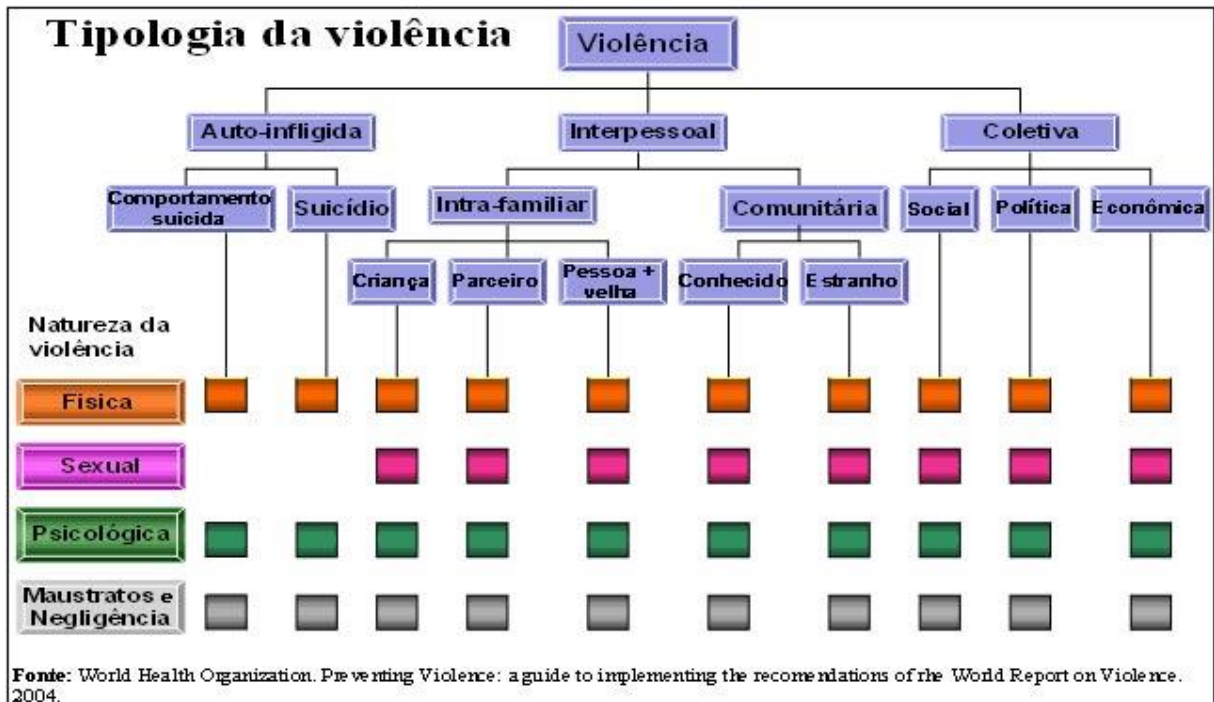 Tipologia da violência
Violência
Auto-infligida
Interpessoal
Coletiva
Comportamento
suicida
Suicídio
Intra-familiar
Comunitária
Social
Política
Econômica
Criança
Parceiro
Pessoa +
velha
Conhecido
Estranho
Natureza da
violência
Física
Sexual
Psicológica
Maustratos e
Negligência
Fonte: World Health Organization. Preventing Violence: a guide to implementing the recomendations of rhe World Report on Violence.
2004.